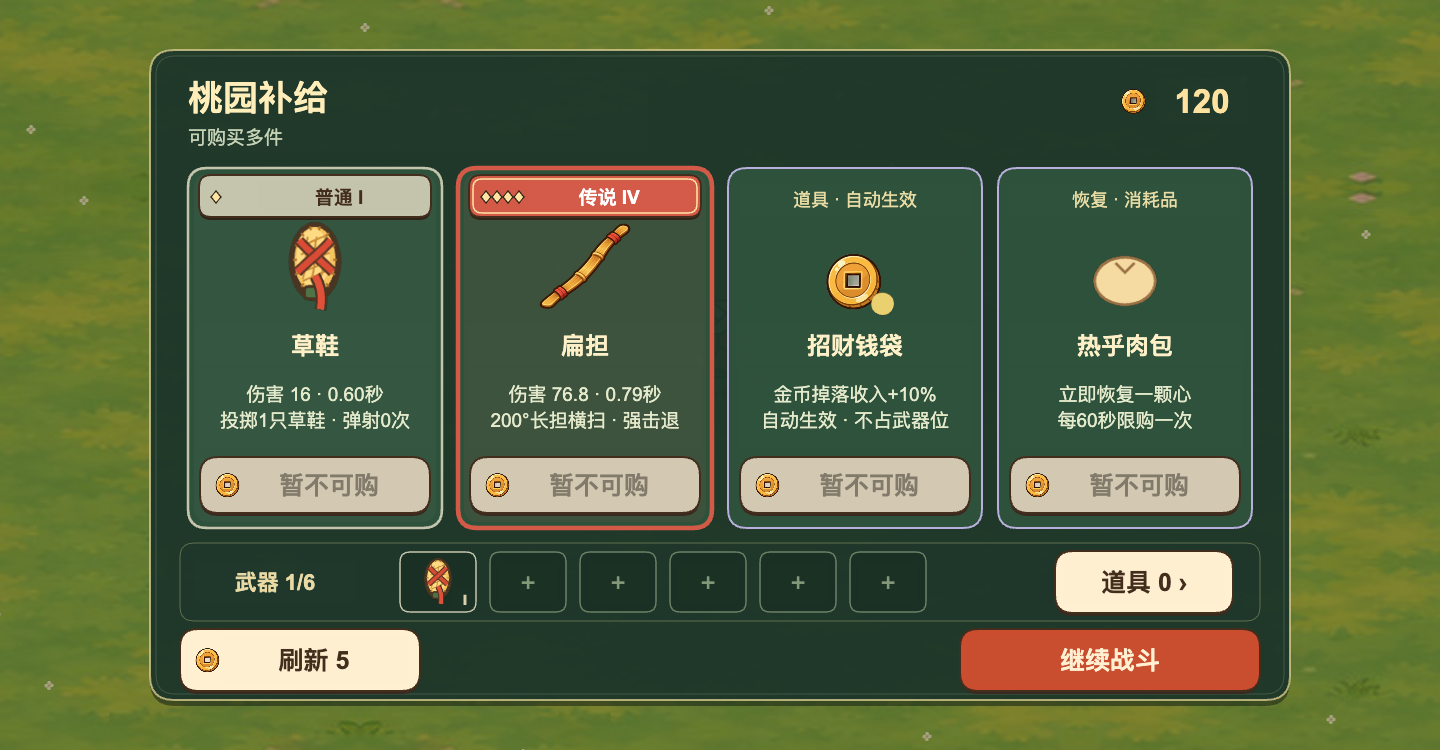 桃园补给
120
可购买多件
普通 I
传说 IV
道具 · 自动生效
恢复 · 消耗品
草鞋
扁担
招财钱袋
热乎肉包
伤害 16 · 0.60秒
投掷1只草鞋 · 弹射0次
伤害 76.8 · 0.79秒
200°长担横扫 · 强击退
金币掉落收入+10%
自动生效 · 不占武器位
立即恢复一颗心
每60秒限购一次
暂不可购
暂不可购
暂不可购
暂不可购
武器 1/6
I
+
+
+
+
+
道具 0 ›
刷新 5
继续战斗